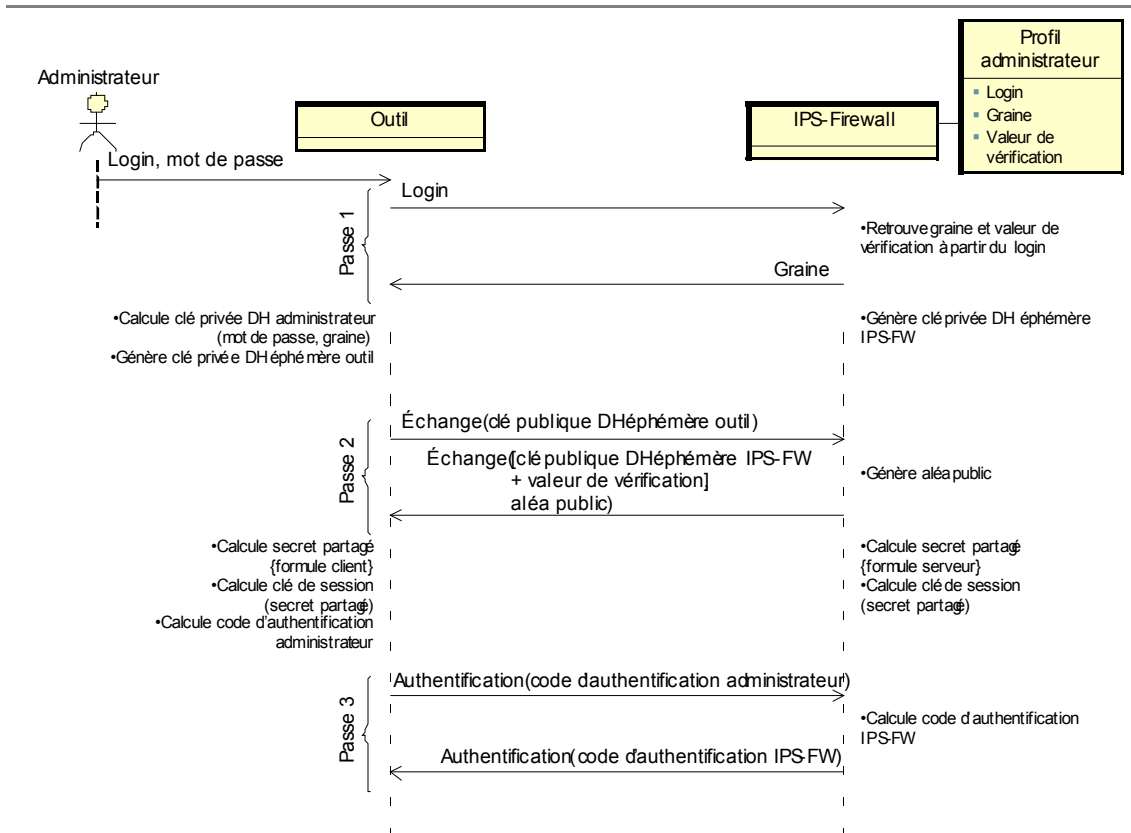 Profil
administrateur
Login
Graine
Valeur de
vérification
Administrateur
Outil
IPS-Firewall
Login, mot de passe
Login
Passe 1
•Retrouve graine et valeur de
vérification à partir du login
Graine
•Calcule clé privée DH administrateur
(mot de passe, graine)
•Génère clé privée DH éphémère outil
•Génère clé privée DH éphémère
IPS-FW
Échange(clé publique DHéphémère outil)
Passe 2
Échange([clé publique DHéphémère IPS-FW
+ valeur de vérification]
aléa public)
•Génère aléa public
•Calcule secret partagé
{formule client}
•Calcule clé de session
(secret partagé)
•Calcule code d'authentification
administrateur
•Calcule secret partagé
{formule serveur}
•Calcule clé de session
(secret partagé)
Authentification(code dauthentification administrateur)
Passe 3
•Calcule code d'authentification
IPS-FW
Authentification(code d'authentification IPS-FW)